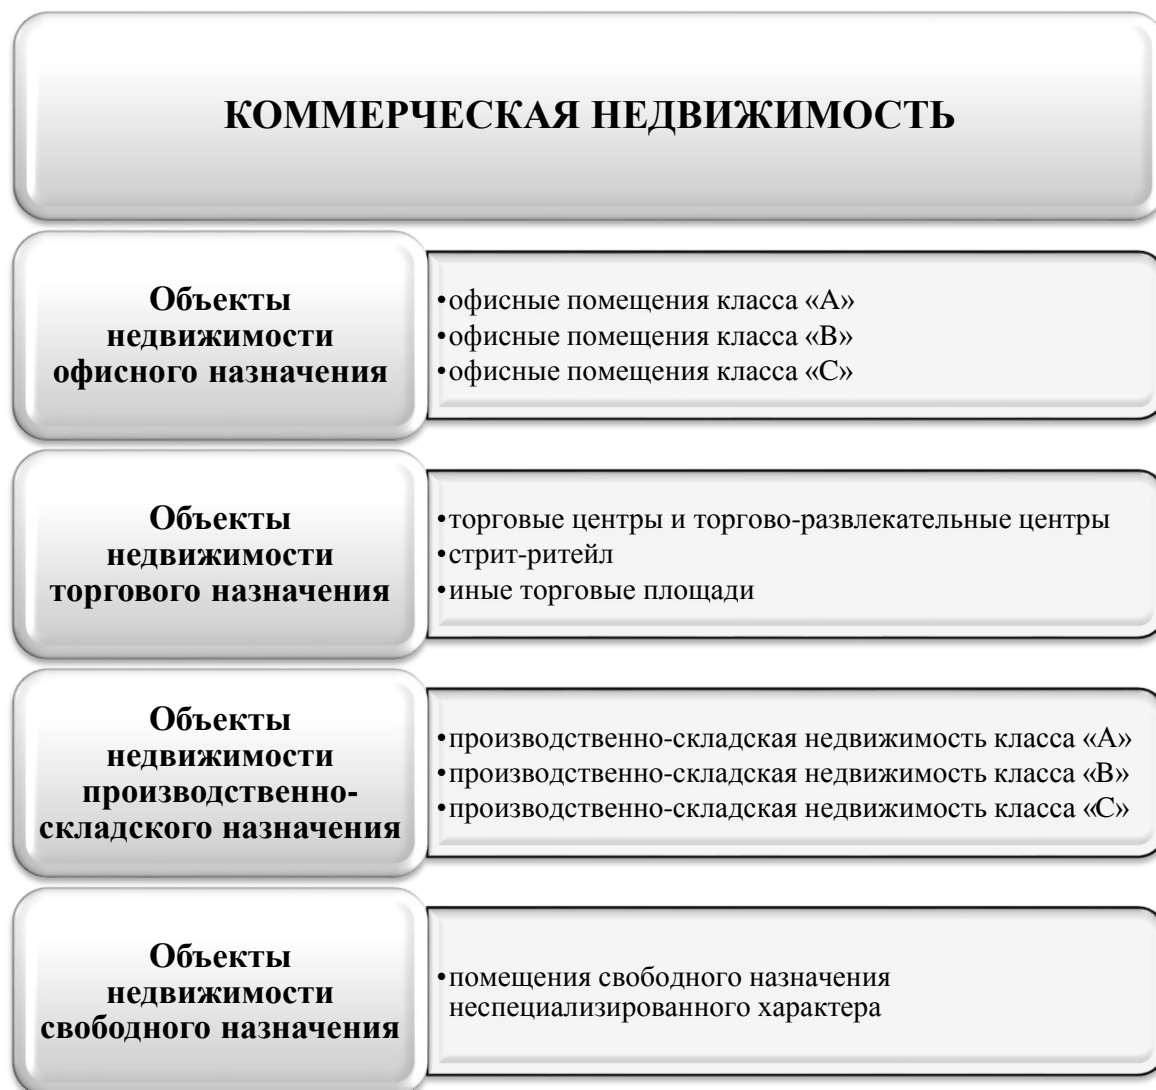 КОММЕРЧЕСКАЯ НЕДВИЖИМОСТЬ
Объекты
недвижимости
офисного назначения
•офисные помещения класса «А»
•офисные помещения класса «В»
•офисные помещения класса «С»
Объекты
недвижимости
торгового назначения
•торговые центры и торгово-развлекательные центры
•стрит-ритейл
•иные торговые площади
Объекты
недвижимости
производственно-
складского назначения
•производственно-складская недвижимость класса «А»
•производственно-складская недвижимость класса «В»
•производственно-складская недвижимость класса «С»
Объекты
недвижимости
свободного назначения
•помещения свободного назначения
неспециализированного характера